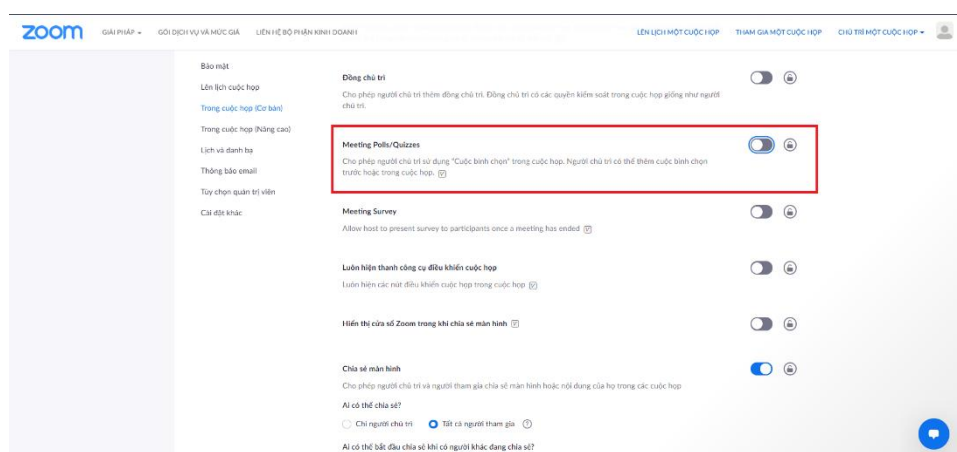 zoom
GIẢI PHÁP
GÓI DỊCH VỤ VÀ MỨC GIÁ
LIÊN HỆ BỘ PHẬN KINH DOANH
LÊN LỊCH MỘT CUỘC HỌP
THAM GIA MỘT CUỘC HỌP
CHỦ TRÌ MỘT CUỘC HỌP
Bảo mật
Lên lịch cuộc họp
Trong cuộc họp (Cơ bản)
Trong cuộc họp (Nâng cao)
Lịch và danh bạ
Thông báo email
Tùy chọn quản trị viên
Cài đặt khác
Đồng chủ trì
Cho phép người chủ trì thêm đồng chủ trì. Đồng chủ trì có các quyền kiểm soát trong cuộc họp giống như người
chủ trì.
Meeting Polls/Quizzes
Cho phép người chủ trì sử dụng "Cuộc bình chọn" trong cuộc họp. Người chủ trì có thể thêm cuộc bình chọn
trước hoặc trong cuộc họp.
Meeting Survey
Allow host to present survey to participants once a meeting has ended
Luôn hiện thanh công cụ điều khiển cuộc họp
Luôn hiện các nút điều khiển cuộc họp trong cuộc họp
Hiển thị cửa sổ Zoom trong khi chia sẻ màn hình
Chia sẻ màn hình
Cho phép người chủ trì và người tham gia chia sẻ màn hình hoặc nội dung của họ trong các cuộc họp
Ai có thể chia sẻ?
Chỉ người chủ trì
Tất cả người tham gia
Ai có thể bắt đầu chia sẻ khi có người khác đang chia sẻ?